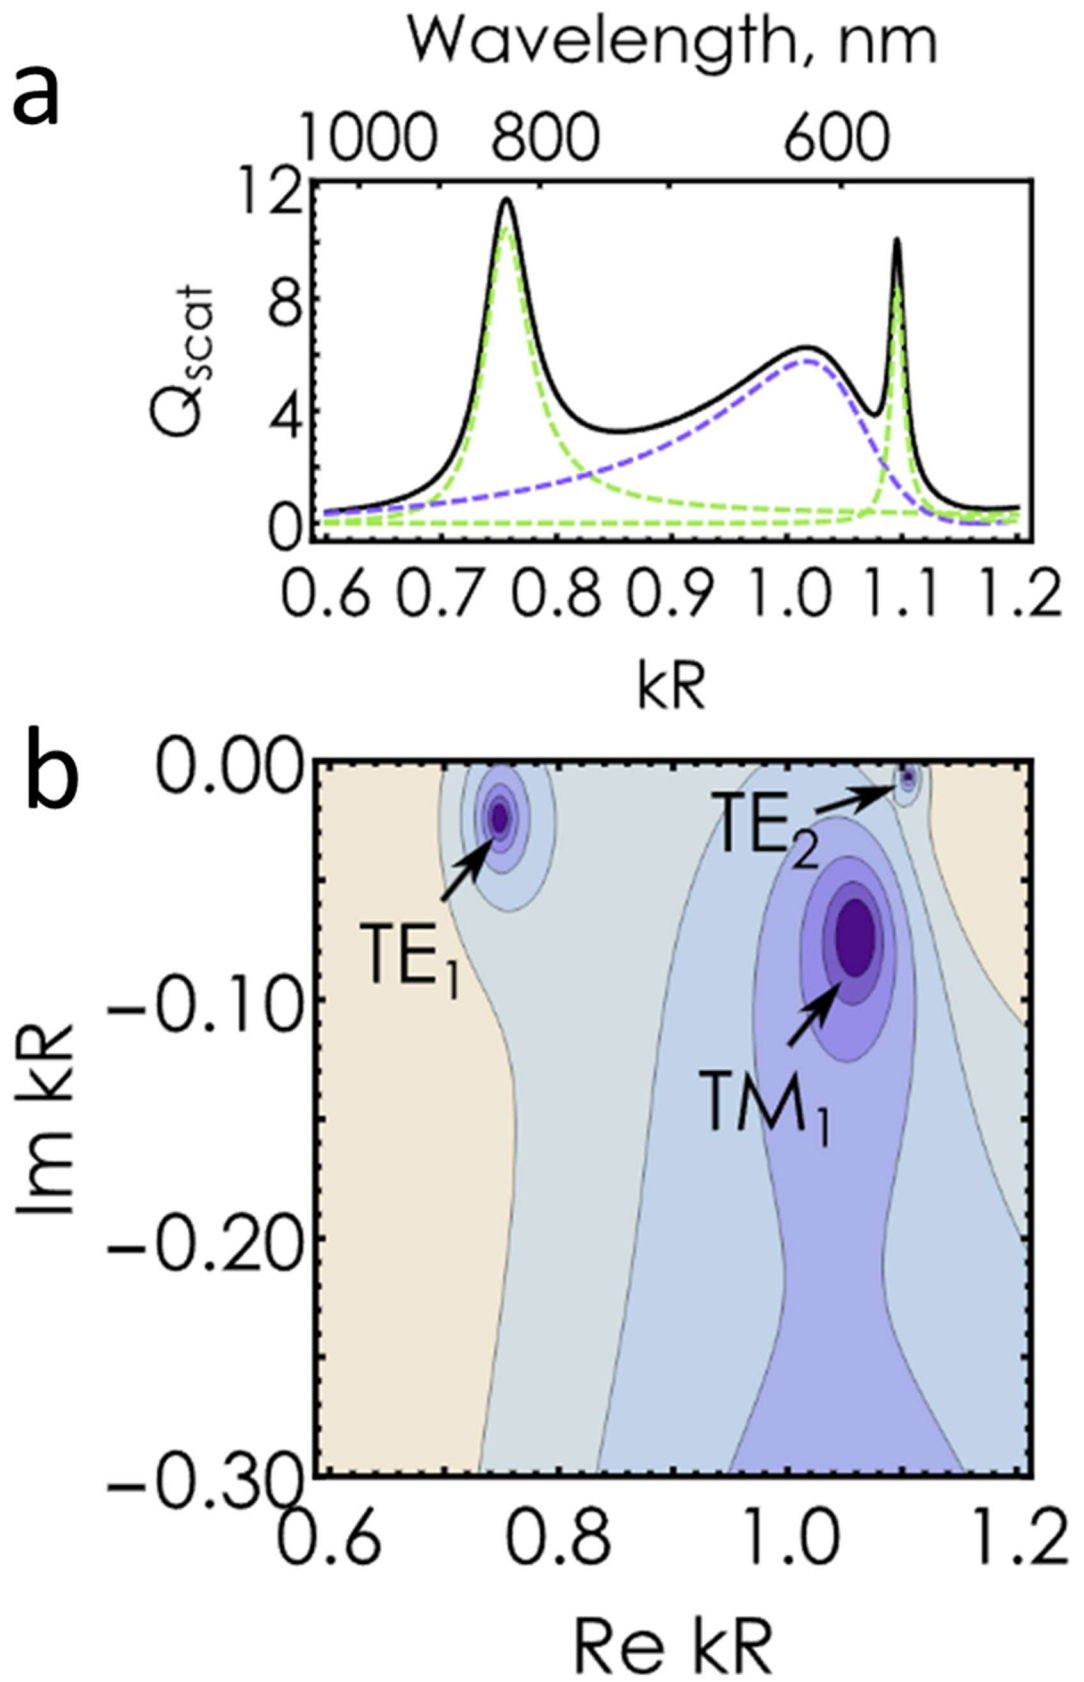 a
Wavelength, nm
1000 800 600
12
8
4
0
Qscat
0.6 0.7 0.8 0.9 1.0 1.1 1.2
kR
b
0.00
−0.10
−0.20
−0.30
Im kR
TE2
TE1
TM1
0.6 0.8 1.0 1.2
Re kR